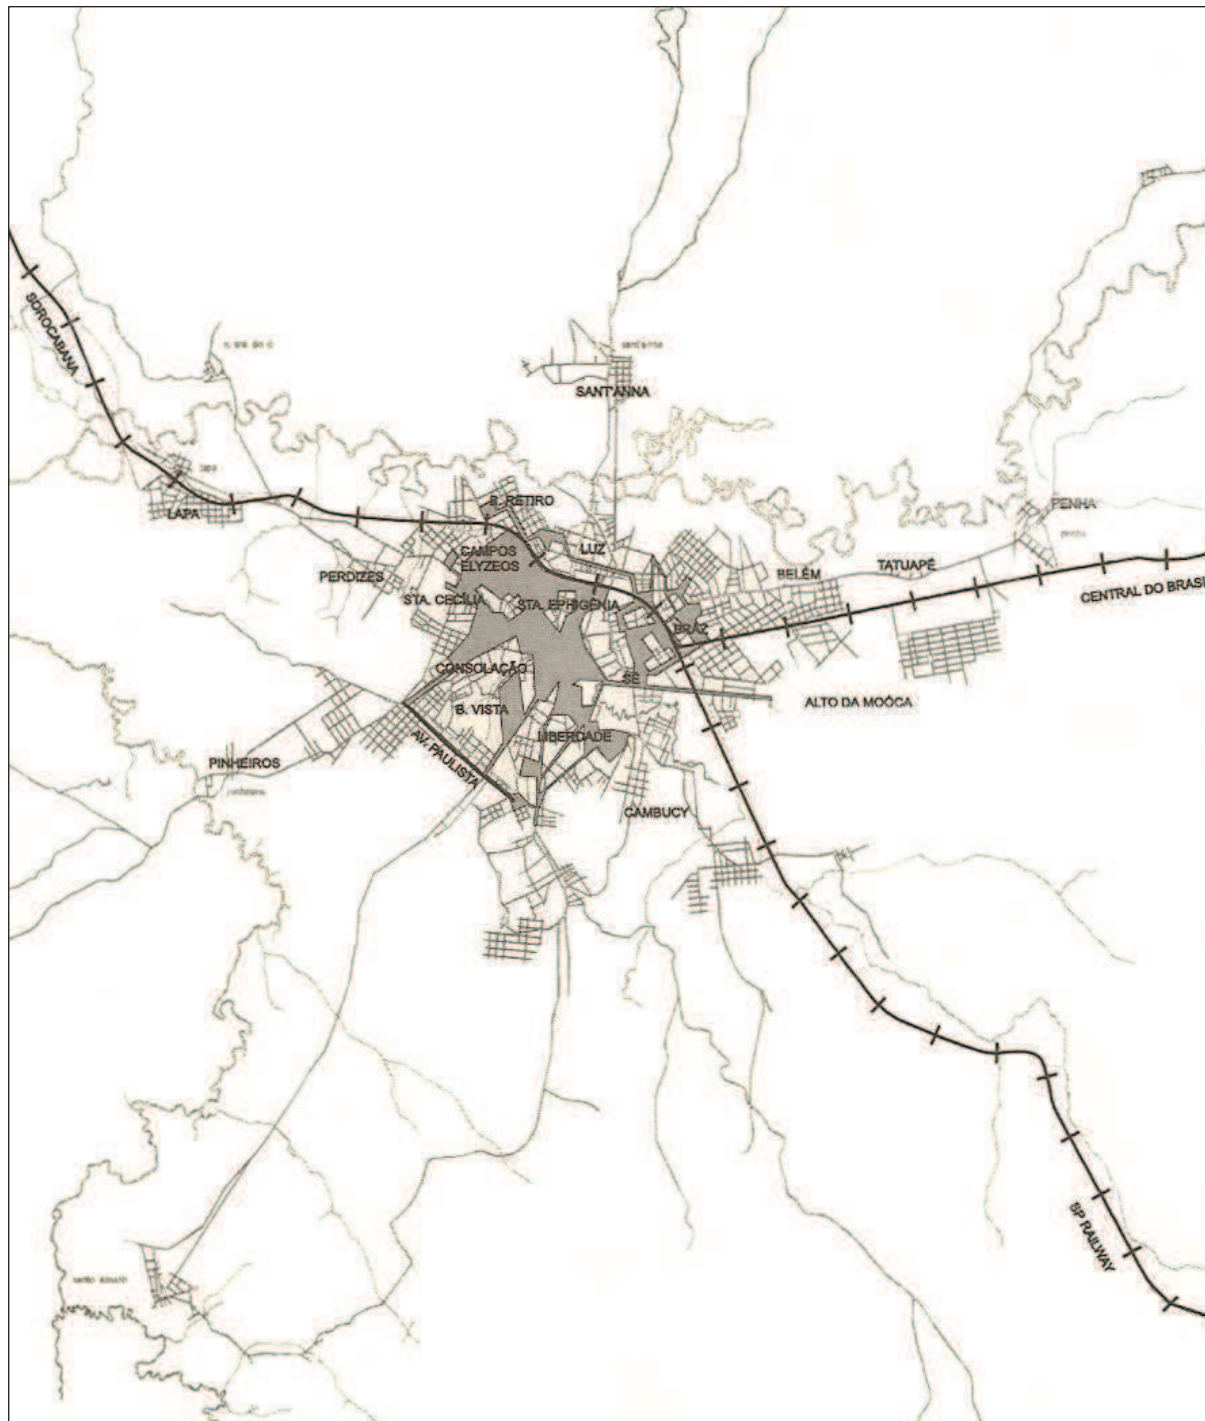 SOROCABANA
SANT'ANNA
LAPA
B. RETIRO
LUZ
CAMPOS
ELYZEOS
PERDIZES
STA. CECÍLIA
STA. EPHIGÊNIA
BRÁZ
BELÉM
TATUAPÉ
PENHA
CENTRAL DO BRASI
CONSOLAÇÃO
SÉ
ALTO DA MOÓCA
B. VISTA
LIBERDADE
AV. PAULISTA
PINHEIROS
CAMBUCY
SP RAILWAY